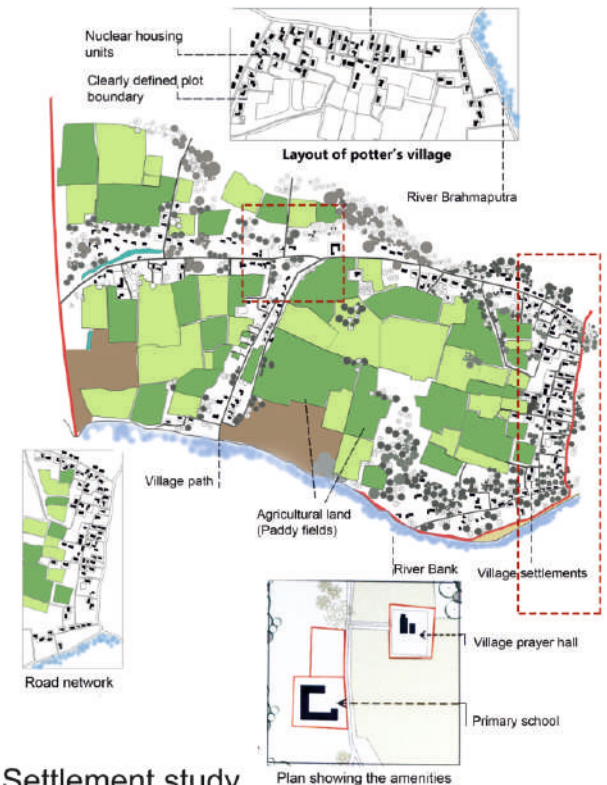 Nuclear housing
units
Clearly defined plot
boundary
Layout of potter's village
River Brahmaputra
Village path
Agricultural land
(Paddy fields)
River Bank
Village settlements
Road network
Village prayer hall
Primary school
Settlement study
Plan showing the amenities